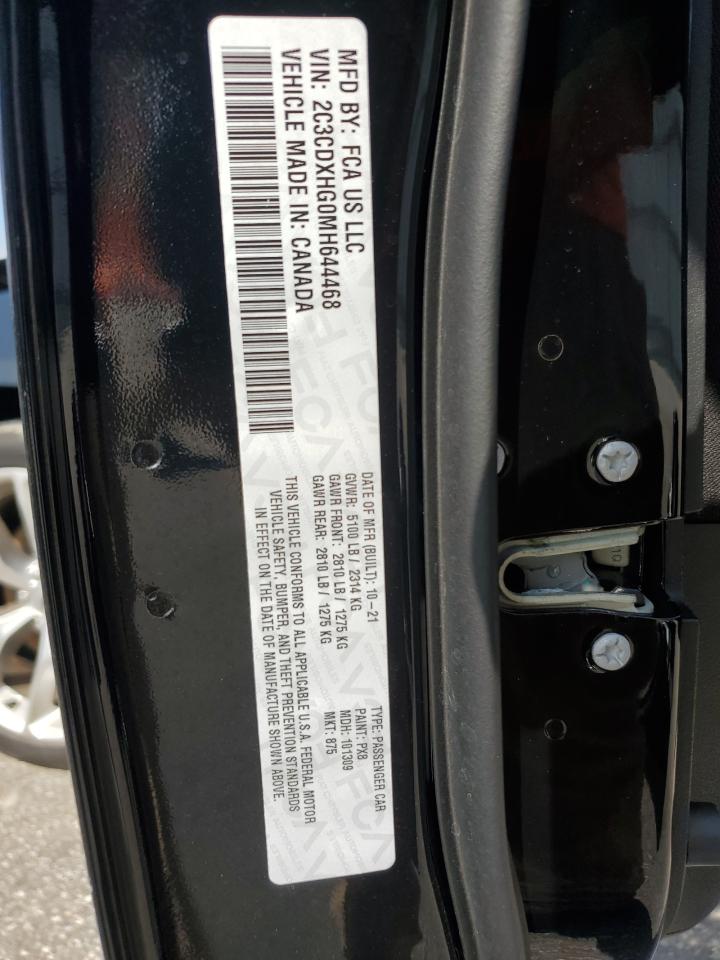 MFD BY: FCA US LLC
VIN: 2C3CDXHG0MH644468
VEHICLE MADE IN: CANADA
DATE OF MFR (BUILT): 10-21
GVWR: 5100 LB / 2314 KG
GAWR FRONT: 2810 LB / 1275 KG
GAWR REAR: 2810 LB / 1275 KG
THIS VEHICLE CONFORMS TO ALL APPLICABLE U.S.A. FEDERAL MOTOR
VEHICLE SAFETY, BUMPER, AND THEFT PREVENTION STANDARDS
IN EFFECT ON THE DATE OF MANUFACTURE SHOWN ABOVE.
TYPE: PASSENGER CAR
PAINT: PX8
MDH: 101309
MKT: 875